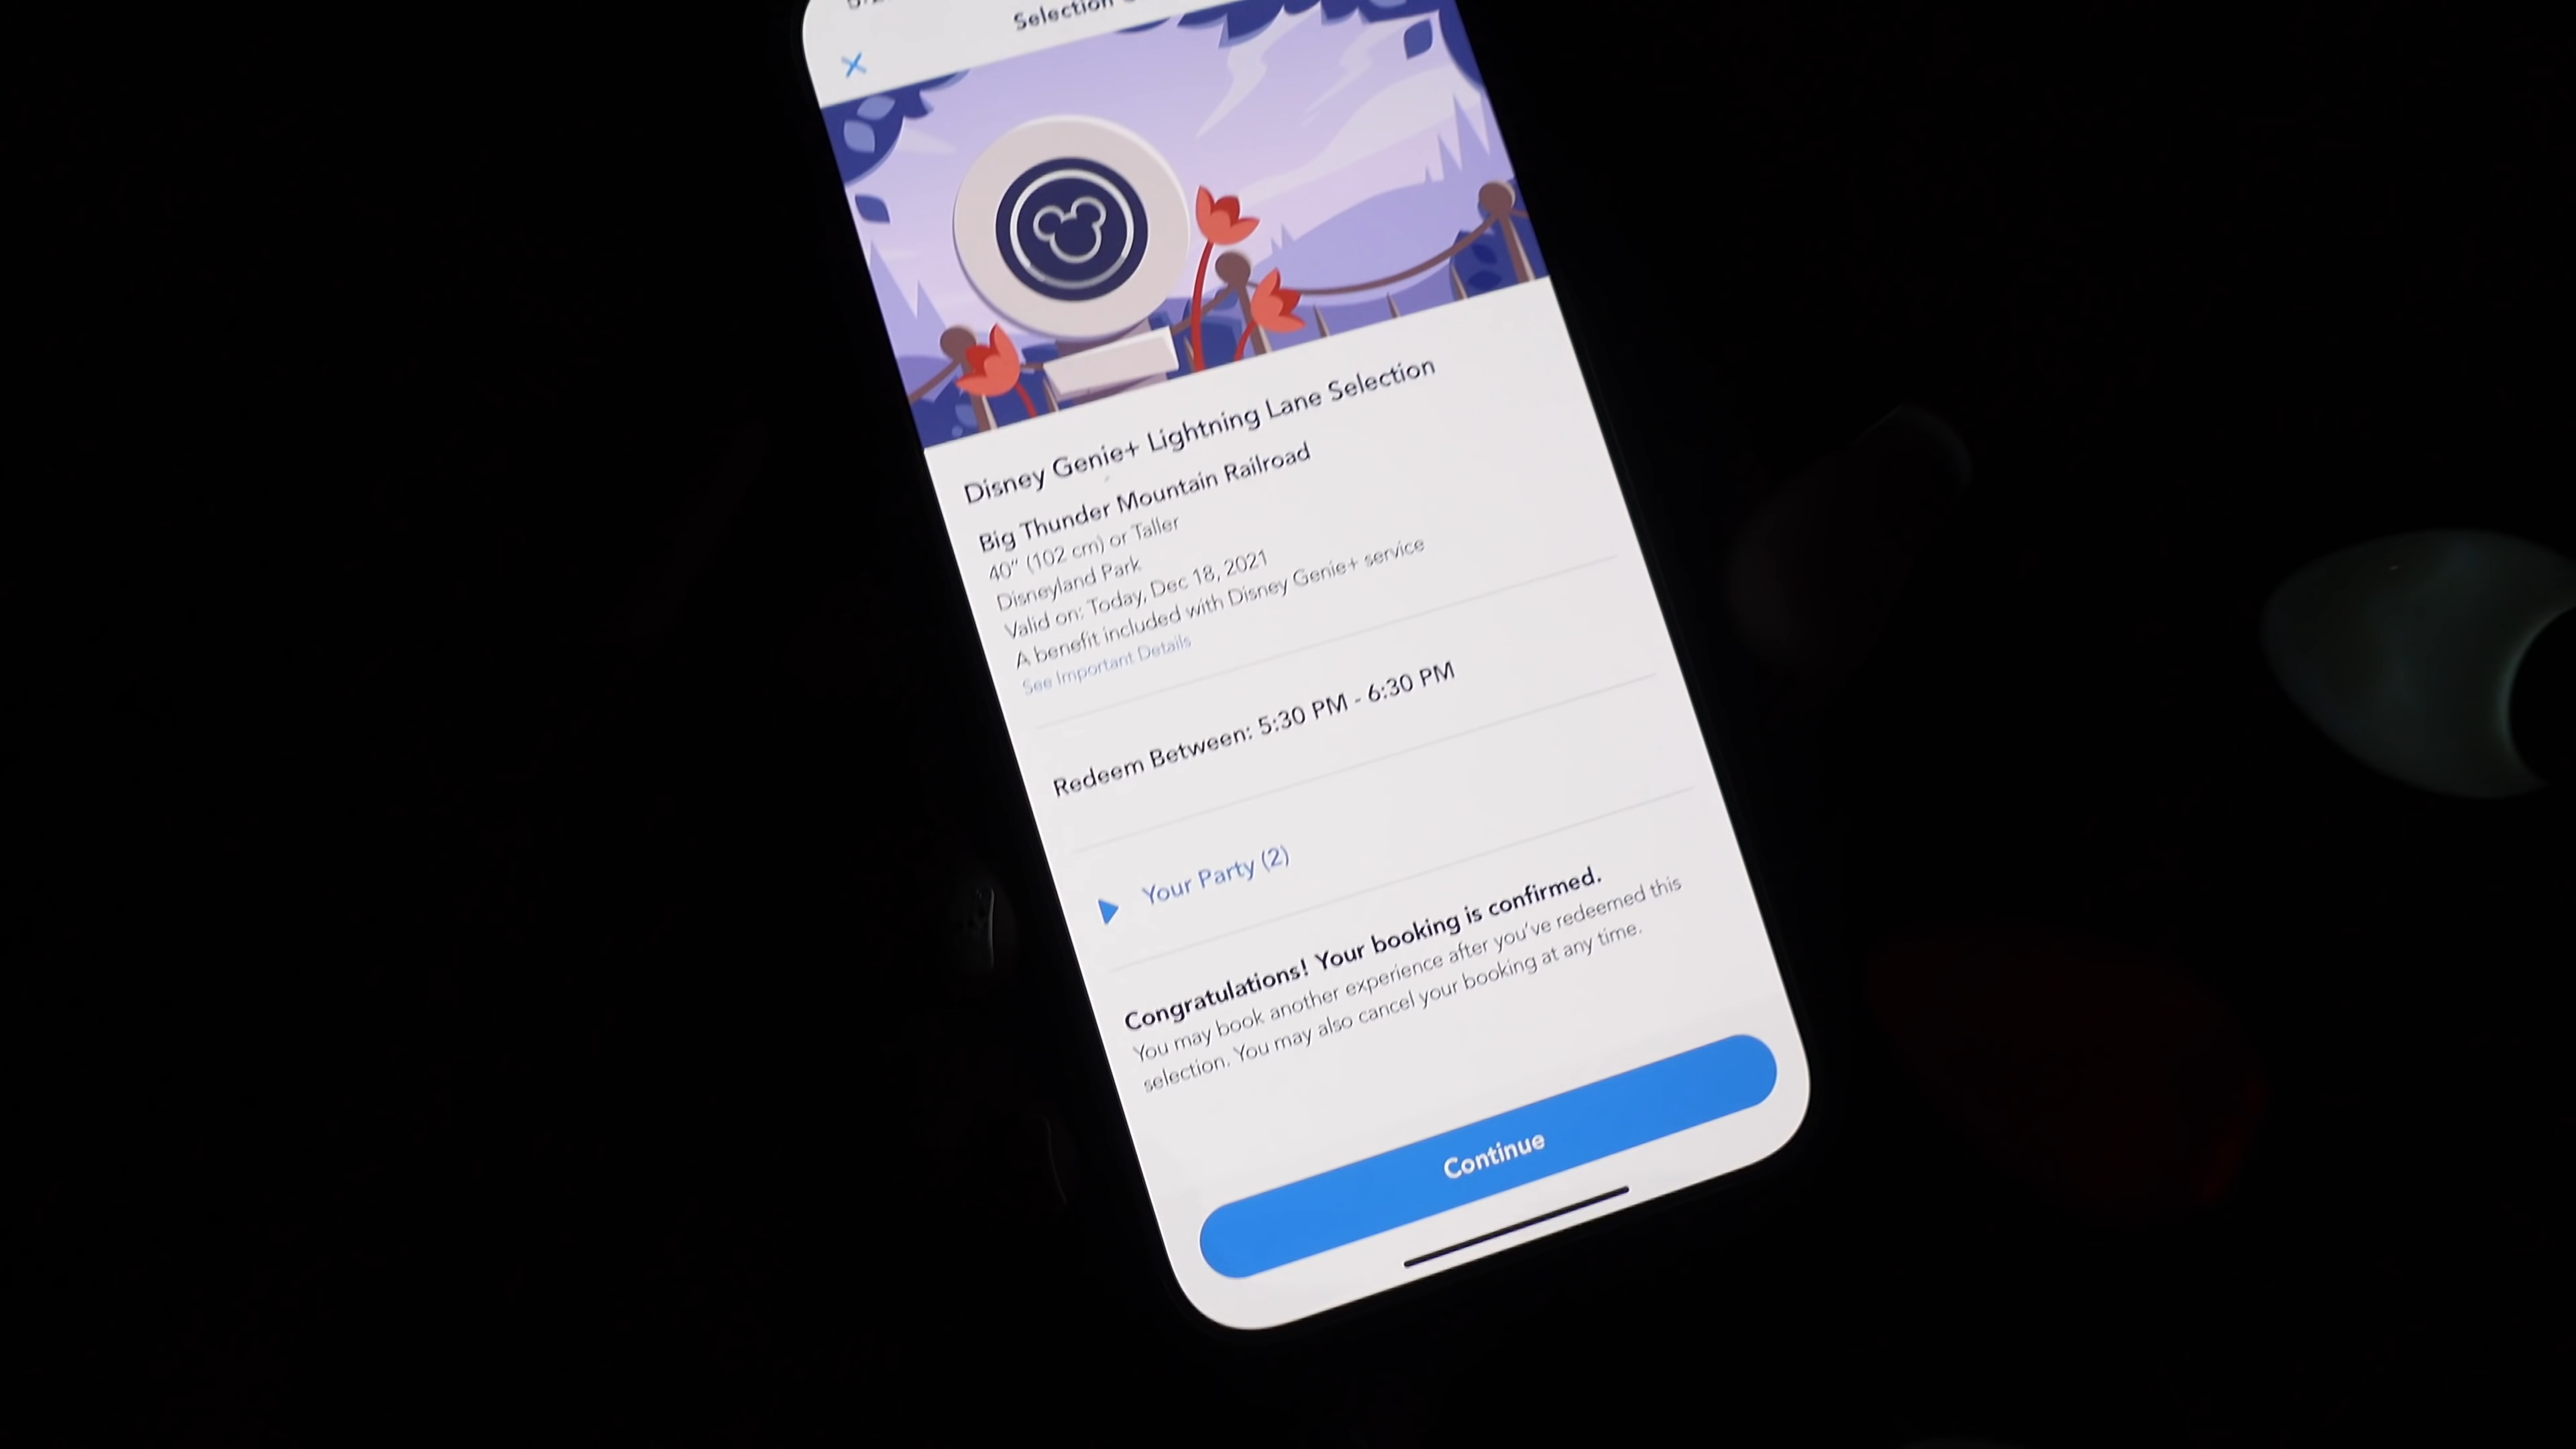 Selection
Disney Genie+ Lightning Lane Selection
Big Thunder Mountain Railroad
40" (102 cm) or Taller
Disneyland Park
Valid on: Today, Dec 18, 2021
A benefit included with Disney Genie+ service
See Important Details
Redeem Between: 5:30 PM - 6:30 PM
Your Party (2)
Congratulations! Your booking is confirmed.
You may book another experience after you've redeemed this
selection. You may also cancel your booking at any time.
Continue